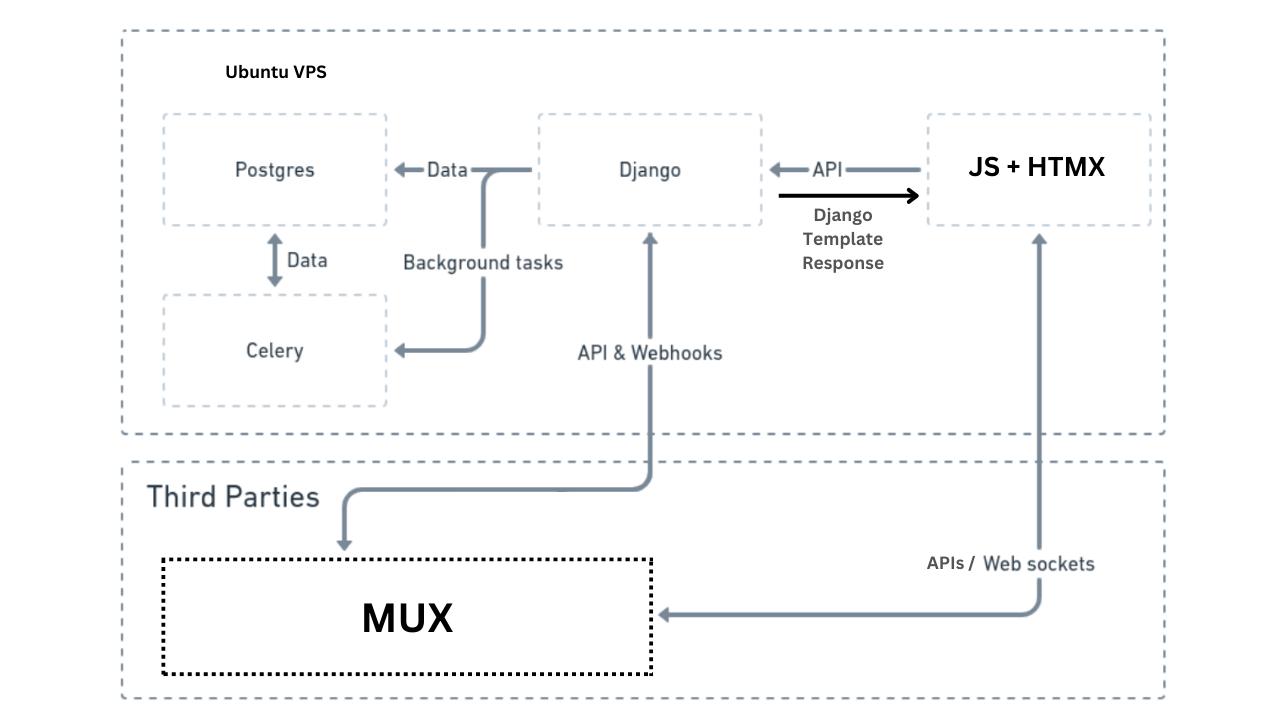 Ubuntu VPS
Postgres
Data
Django
API
JS + HTMX
Django
Template
Response
Data
Background tasks
Celery
API & Webhooks
Third Parties
APIs / Web sockets
MUX